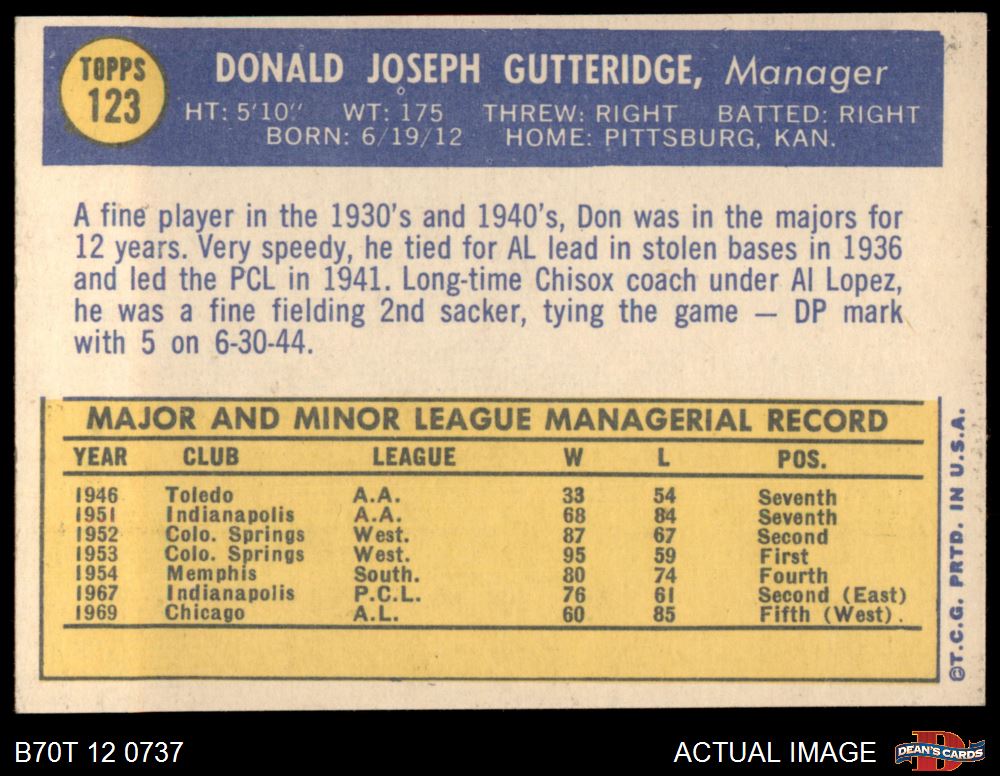 TOPPS
123
DONALD JOSEPH GUTTERIDGE, Manager
HT: 5'10" WT: 175 THREW: RIGHT BATTED: RIGHT
BORN: 6/19/12 HOME: PITTSBURG, KAN.
A fine player in the 1930's and 1940's, Don was in the majors for
12 years. Very speedy, he tied for AL lead in stolen bases in 1936
and led the PCL in 1941. Long-time Chisox coach under Al Lopez,
he was a fine fielding 2nd sacker, tying the game — DP mark
with 5 on 6-30-44.
MAJOR AND MINOR LEAGUE MANAGERIAL RECORD
YEAR CLUB LEAGUE W L POS.
1946 Toledo A.A. 33 54 Seventh
1951 Indianapolis A.A. 68 84 Seventh
1952 Colo. Springs West. 87 67 Second
1953 Colo. Springs West. 95 59 First
1954 Memphis South. 80 74 Fourth
1967 Indianapolis P.C.L. 76 61 Second (East)
1969 Chicago A.L. 60 85 Fifth (West).
©T.C.G. PRTD. IN U.S.A.
B70T 12 0737
ACTUAL IMAGE
DEAN'S CARDS